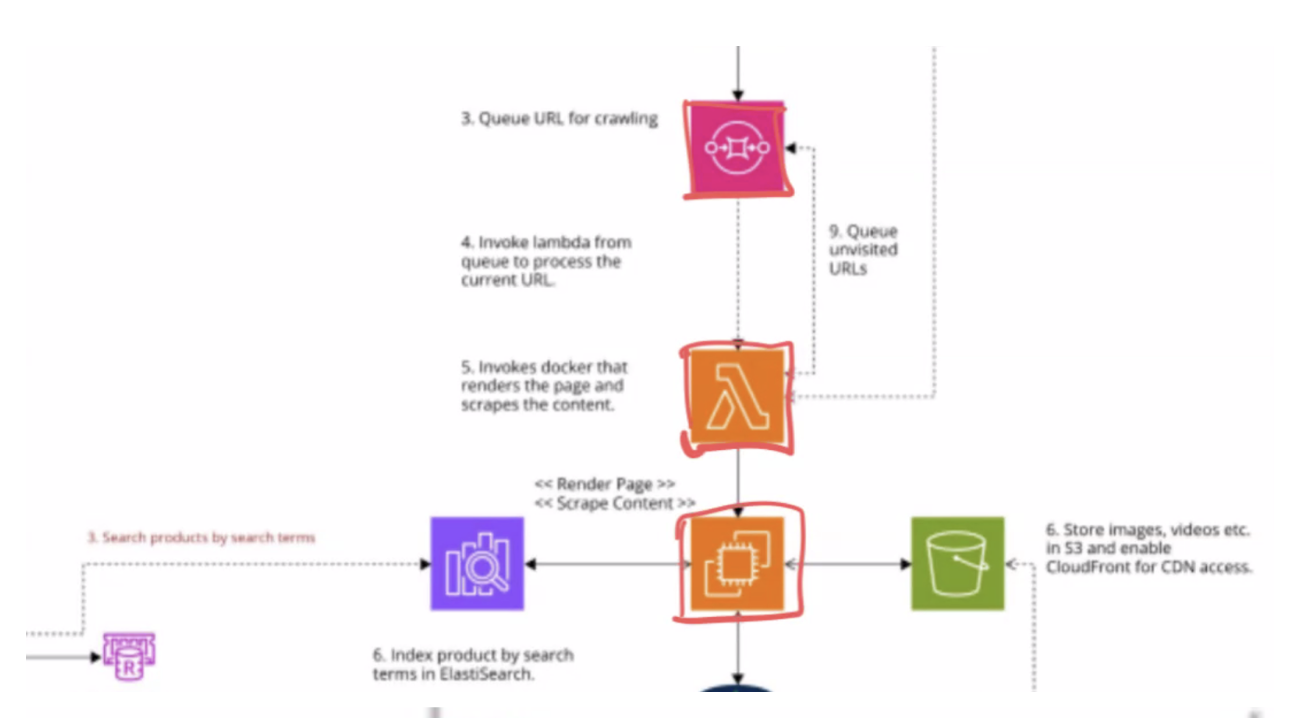 3. Queue URL for crawling
4. Invoke lambda from
queue to process the
current URL.
9. Queue
unvisited
URLs
5. Invokes docker that
renders the page and
scrapes the content.
<< Render Page >>
<< Scrape Content >>
3. Search products by search terms
6. Store images, videos etc.
in S3 and enable
CloudFront for CDN access.
R
6. Index product by search
terms in ElastiSearch.